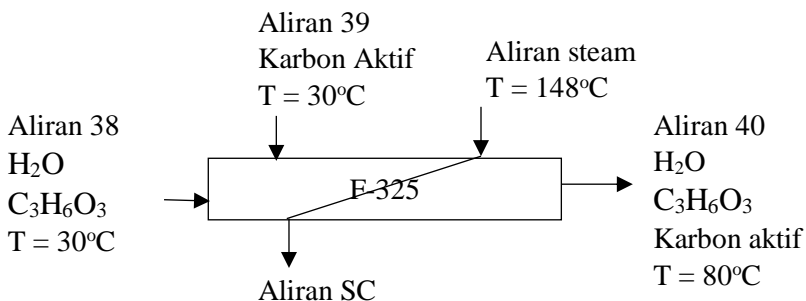 Aliran 39
Karbon Aktif
T = 30°C
Aliran steam
T = 148°C
Aliran 38
H₂O
C₃H₆O₃
T = 30°C
F-325
Aliran 40
H₂O
C₃H₆O₃
Karbon aktif
T = 80°C
Aliran SC